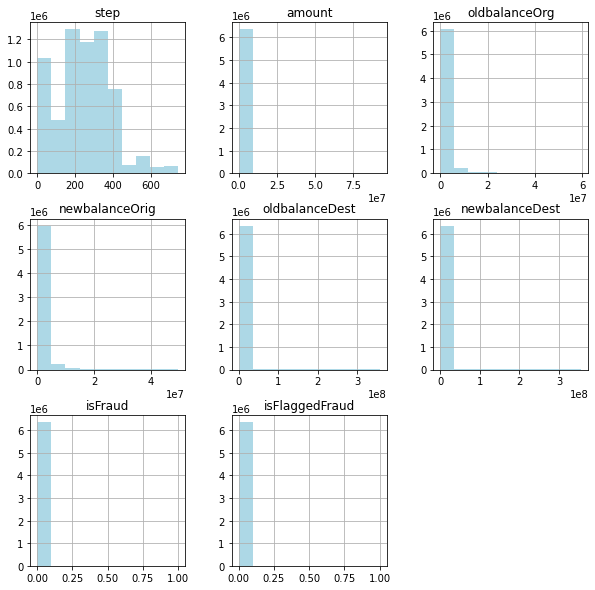 step
1e6
1.2
1.0
0.8
0.6
0.4
0.2
0.0
0 200 400 600
amount
1e6
6
5
4
3
2
1
0
0.0 2.5 5.0 7.5
1e7
oldbalanceOrg
1e6
6
5
4
3
2
1
0
0 2 4 6
1e7
newbalanceOrig
1e6
6
5
4
3
2
1
0
0 2 4
1e7
oldbalanceDest
1e6
6
5
4
3
2
1
0
0 1 2 3
1e8
newbalanceDest
1e6
6
5
4
3
2
1
0
0 1 2 3
1e8
isFraud
1e6
6
5
4
3
2
1
0
0.00 0.25 0.50 0.75 1.00
isFlaggedFraud
1e6
6
5
4
3
2
1
0
0.00 0.25 0.50 0.75 1.00